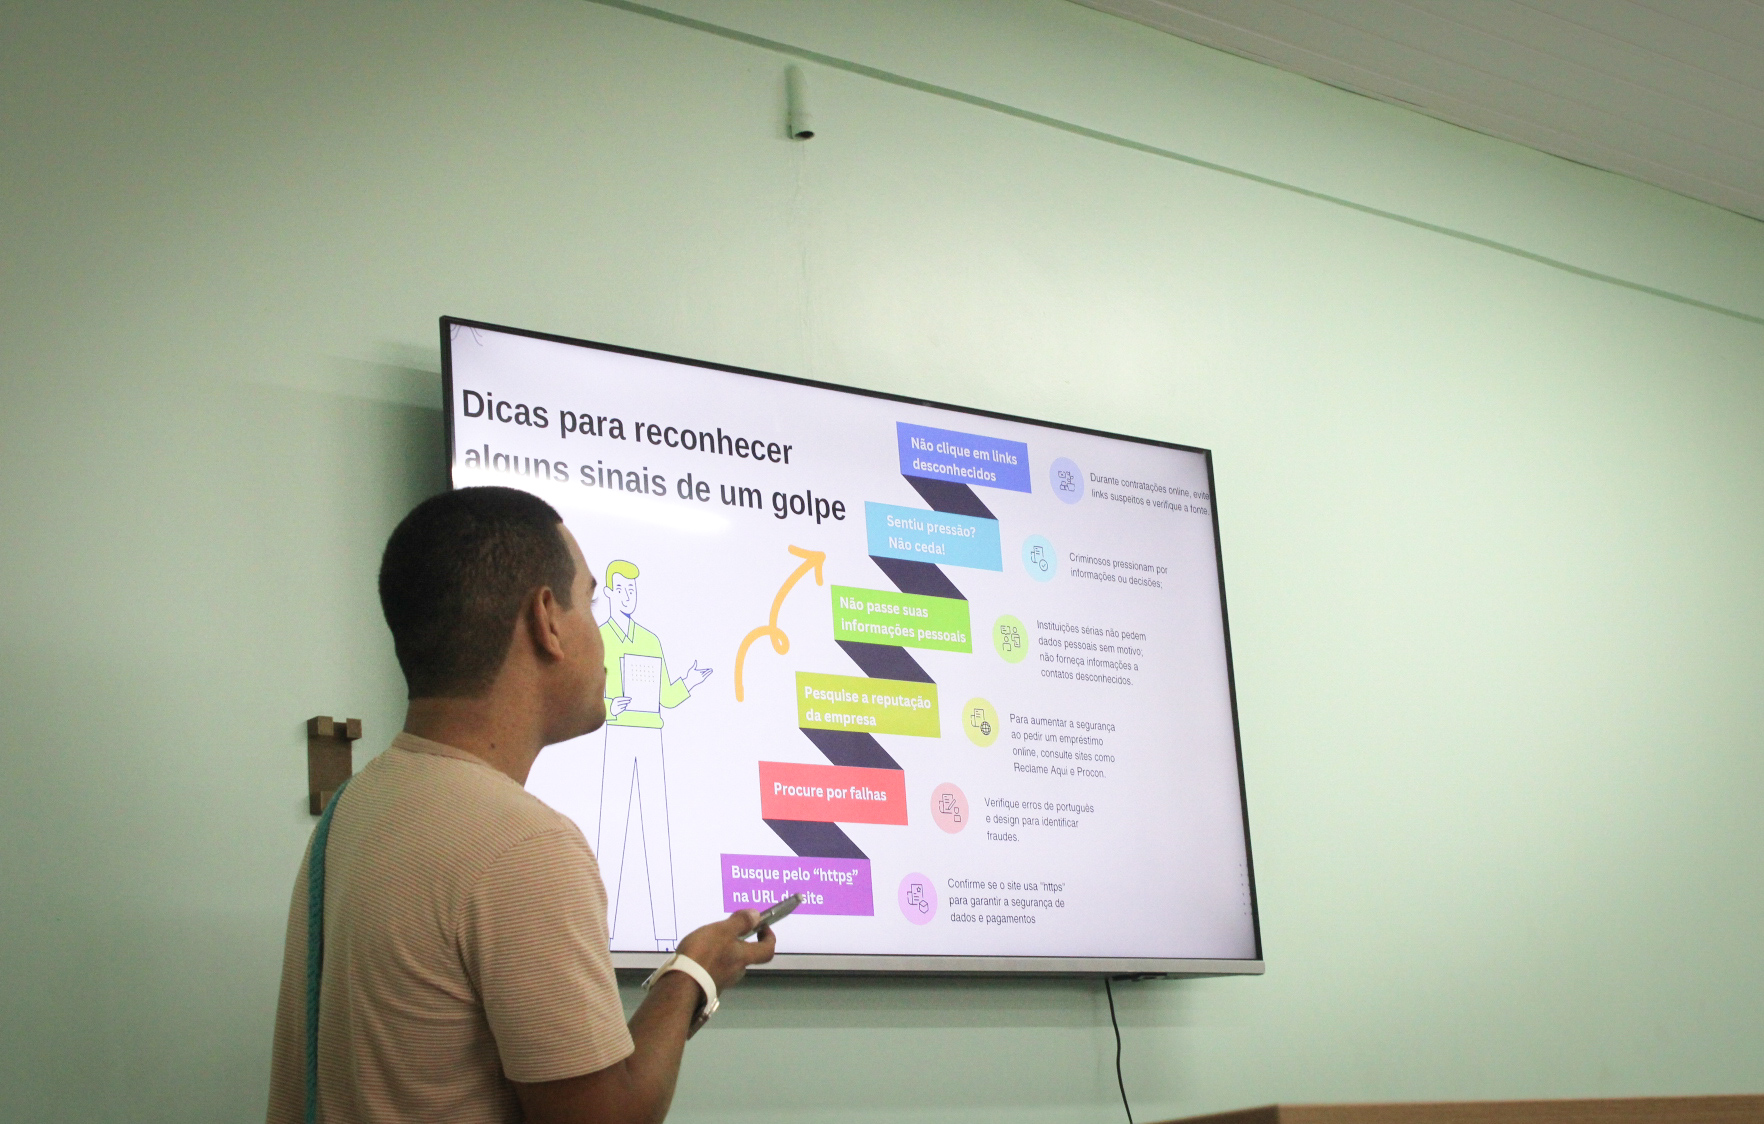 Dicas para reconhecer
alguns sinais de um golpe
Não clique em links
desconhecidos
Durante contratações online, evite
links suspeitos e verifique a fonte.
Sentiu pressão?
Não ceda!
Criminosos pressionam por
informações ou decisões;
Não passe suas
informações pessoais
Instituições sérias não pedem
dados pessoais sem motivo;
não forneça informações a
contatos desconhecidos.
Pesquise a reputação
da empresa
Para aumentar a segurança
ao pedir um empréstimo
online, consulte sites como
Reclame Aqui e Procon.
Procure por falhas
Verifique erros de português
e design para identificar
fraudes.
Busque pelo “https”
na URL do site
Confirme se o site usa "https"
para garantir a segurança de
dados e pagamentos